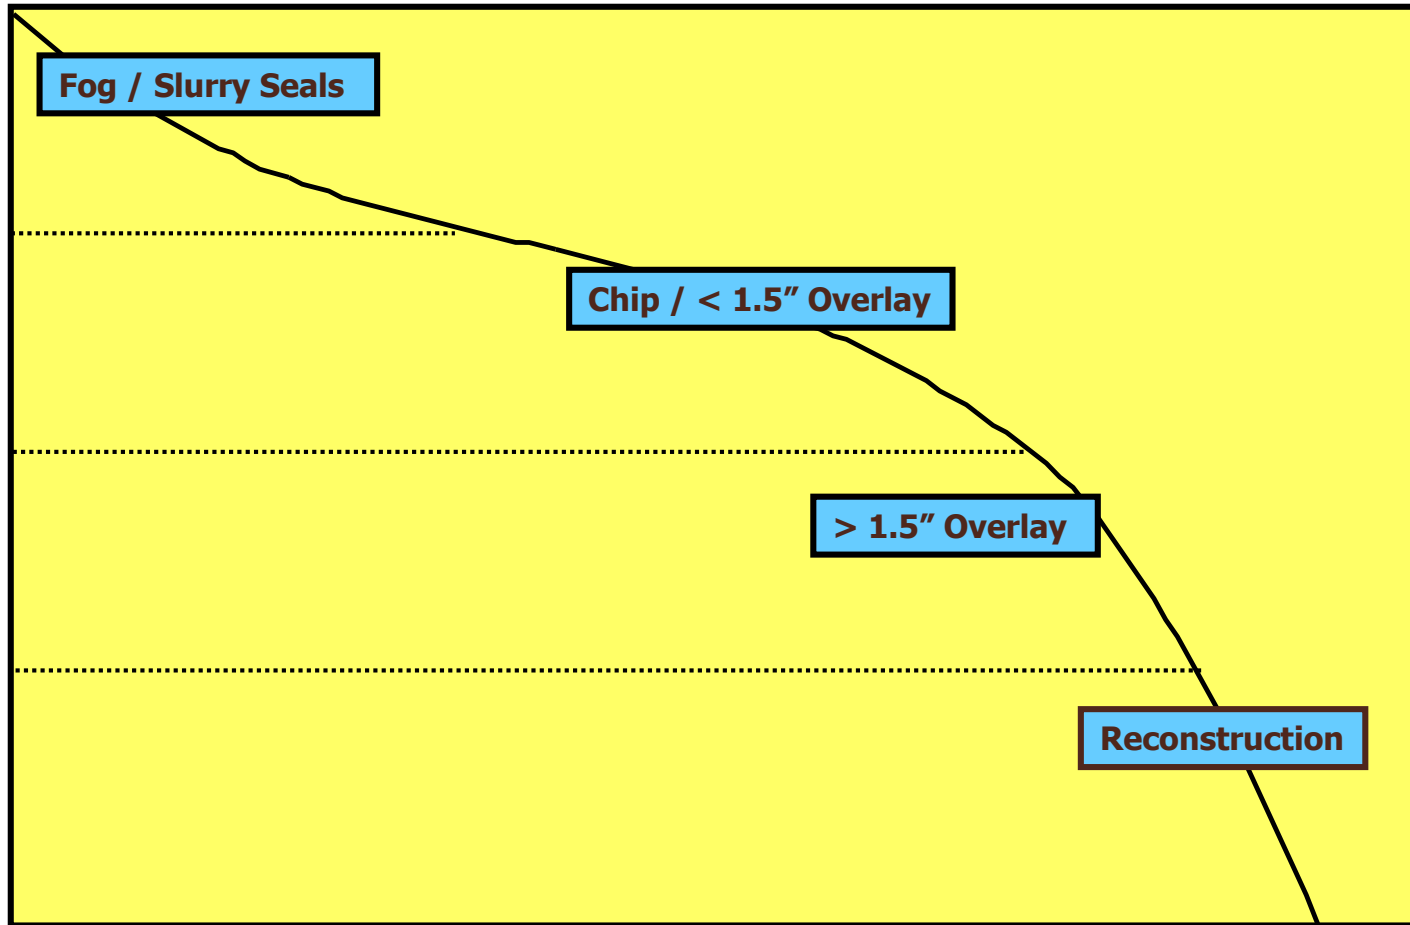 Fog / Slurry Seals
Chip / < 1.5″ Overlay
> 1.5″ Overlay
Reconstruction